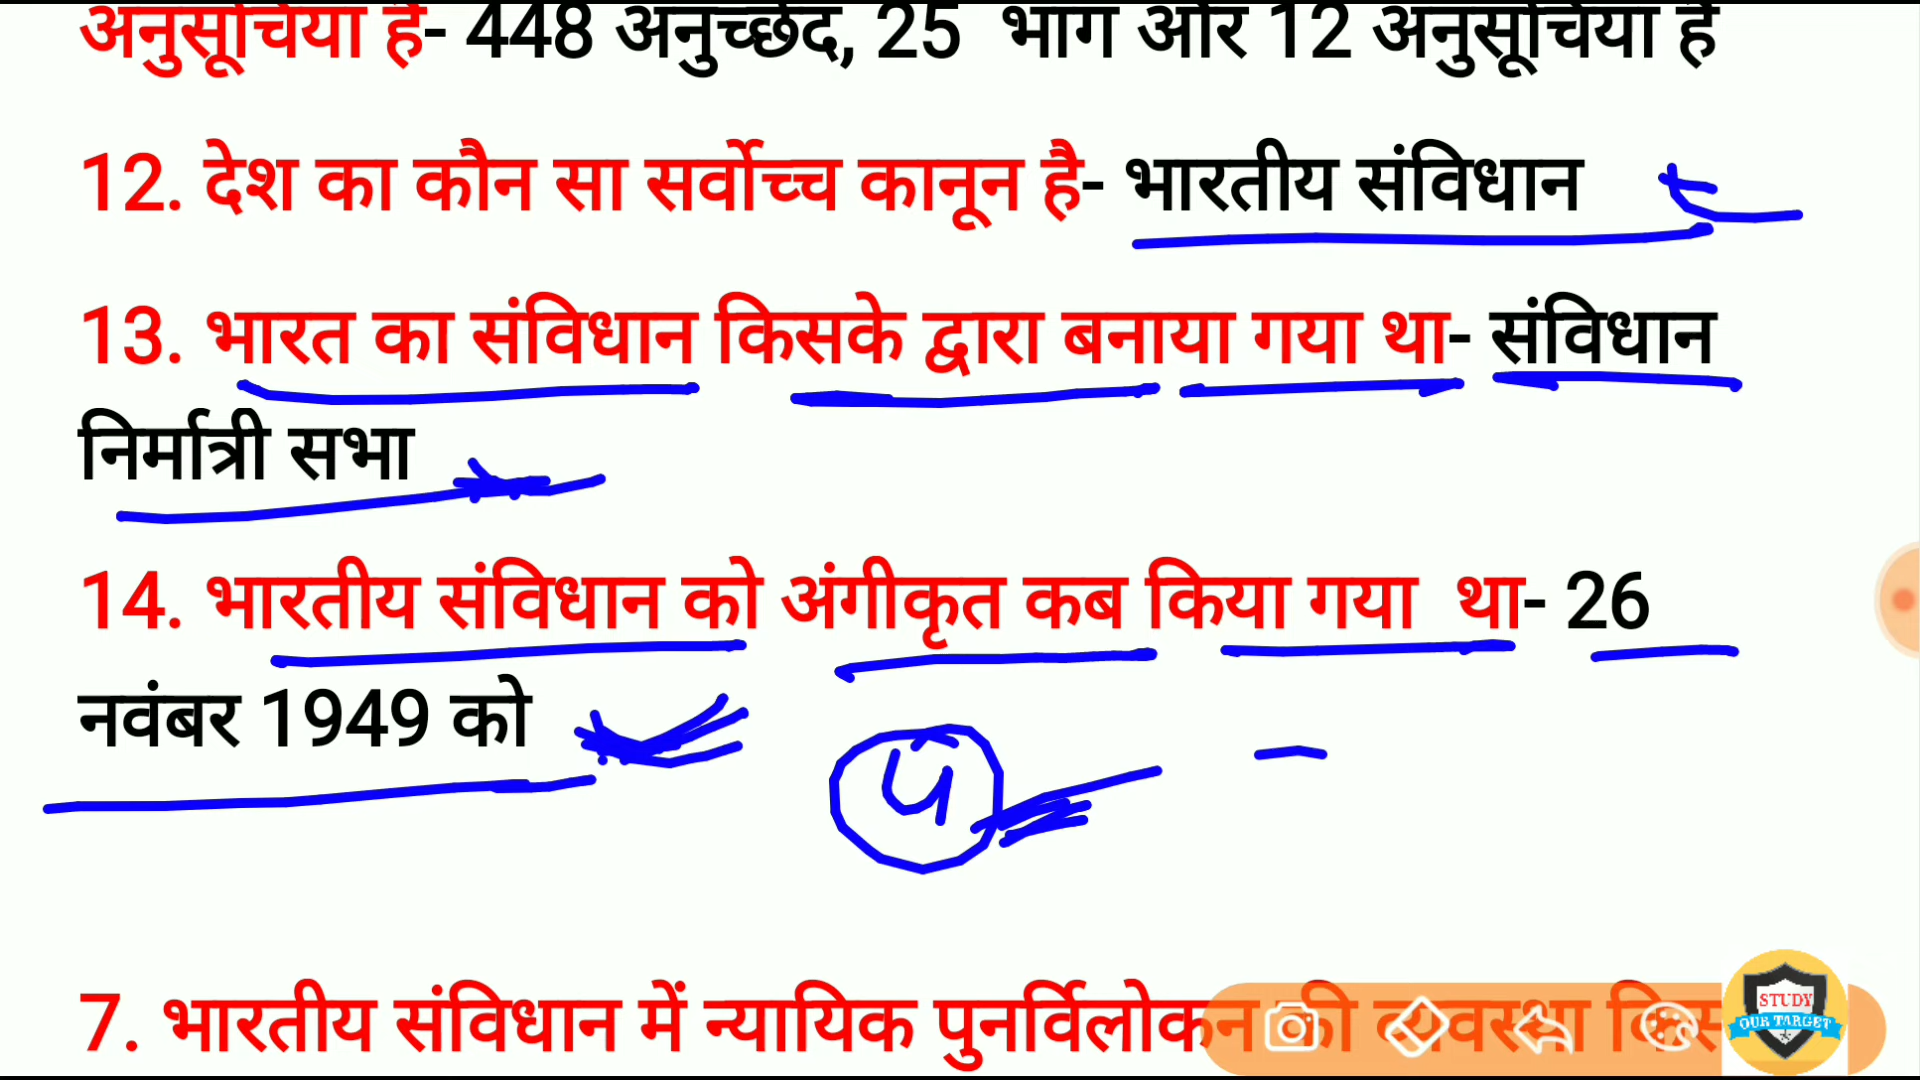 अनुसूचियां हैं- 448 अनुच्छेद, 25 भाग और 12 अनुसूचियां हैं
12. देश का कौन सा सर्वोच्च कानून है- भारतीय संविधान
13. भारत का संविधान किसके द्वारा बनाया गया था- संविधान
निर्मात्री सभा
14. भारतीय संविधान को अंगीकृत कब किया गया था- 26
नवंबर 1949 को
7. भारतीय संविधान में न्यायिक पुनर्विलोकन की व्यवस्था किस
STUDY
OUR TARGET